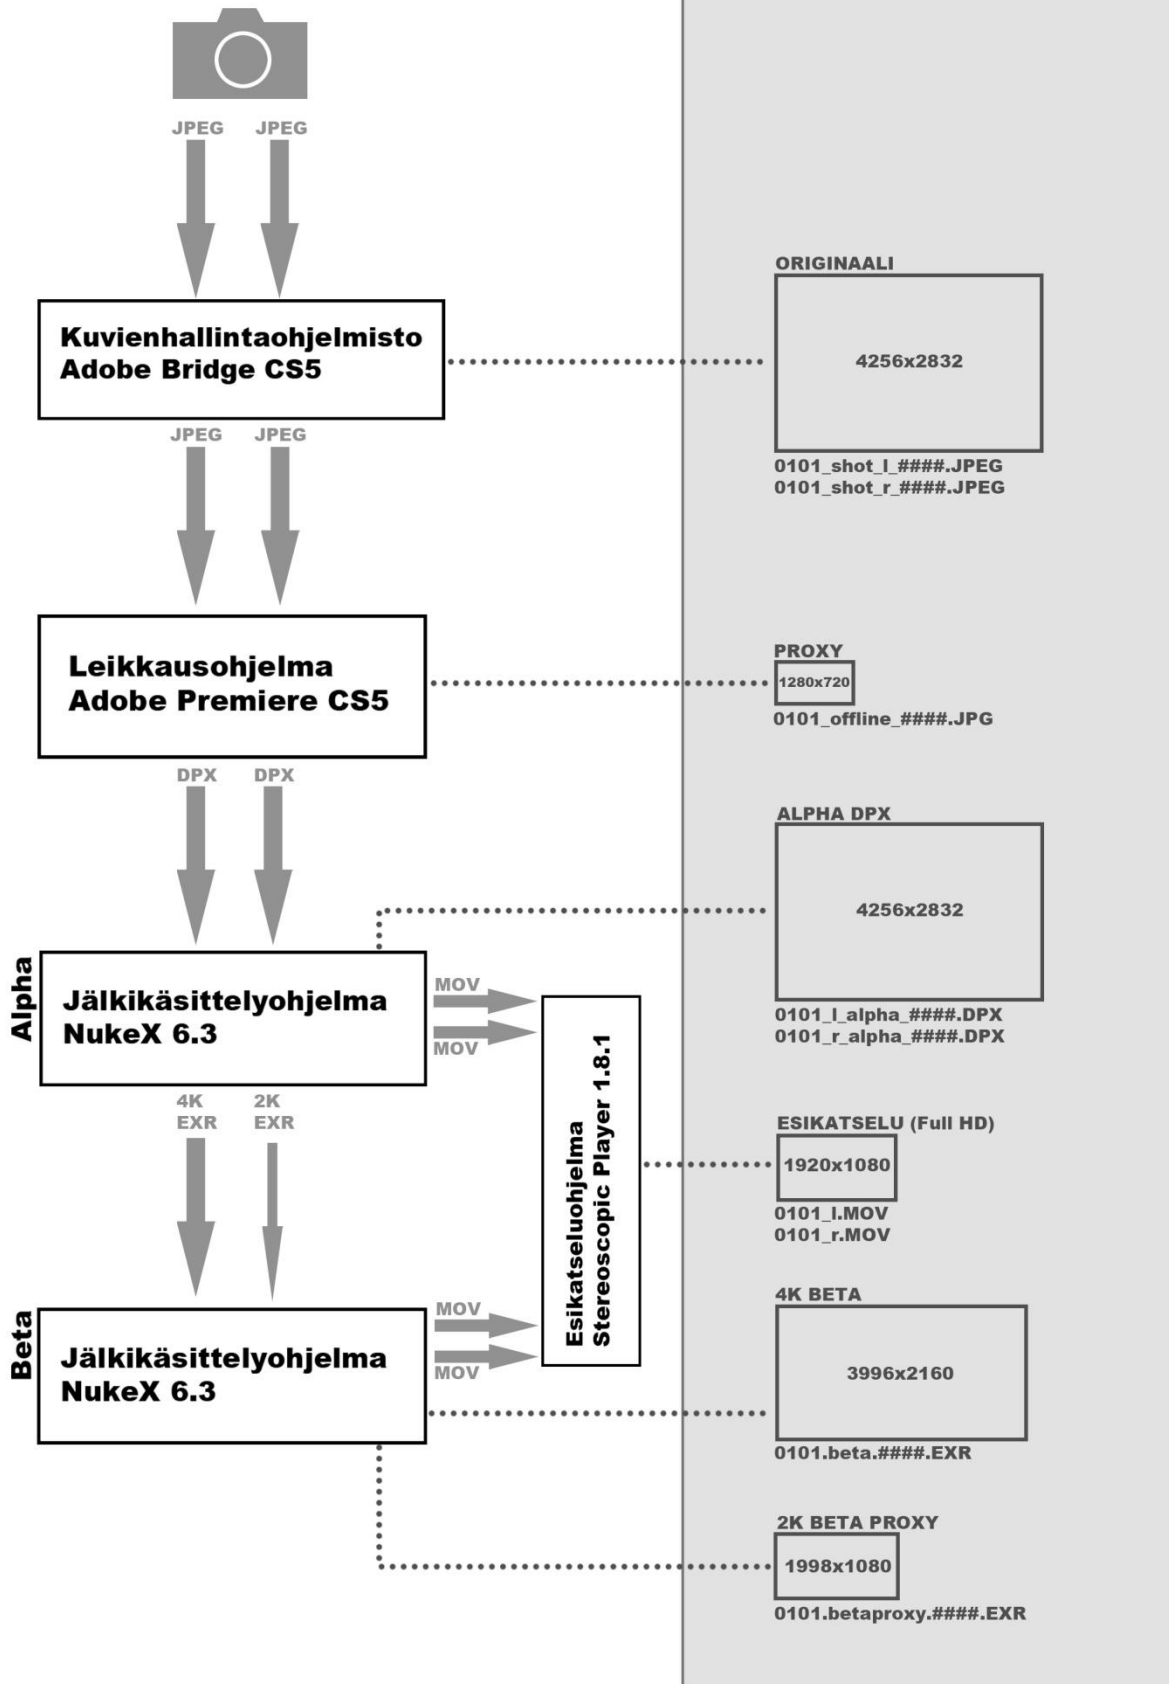 JPEG JPEG
Kuvienhallintaohjelmisto
Adobe Bridge CS5
ORIGINAALI
4256x2832
0101_shot_l_####.JPEG
0101_shot_r_####.JPEG
JPEG JPEG
Leikkausohjelma
Adobe Premiere CS5
PROXY
1280x720
0101_offline_####.JPG
DPX DPX
ALPHA DPX
4256x2832
0101_l_alpha_####.DPX
0101_r_alpha_####.DPX
Alpha
Jälkikäsittelyohjelma
NukeX 6.3
MOV
MOV
Esikatseluohjelma
Stereoscopic Player 1.8.1
ESIKATSELU (Full HD)
1920x1080
0101_l.MOV
0101_r.MOV
4K 2K
EXR EXR
Beta
Jälkikäsittelyohjelma
NukeX 6.3
MOV
MOV
4K BETA
3996x2160
0101.beta.####.EXR
2K BETA PROXY
1998x1080
0101.betaproxy.####.EXR